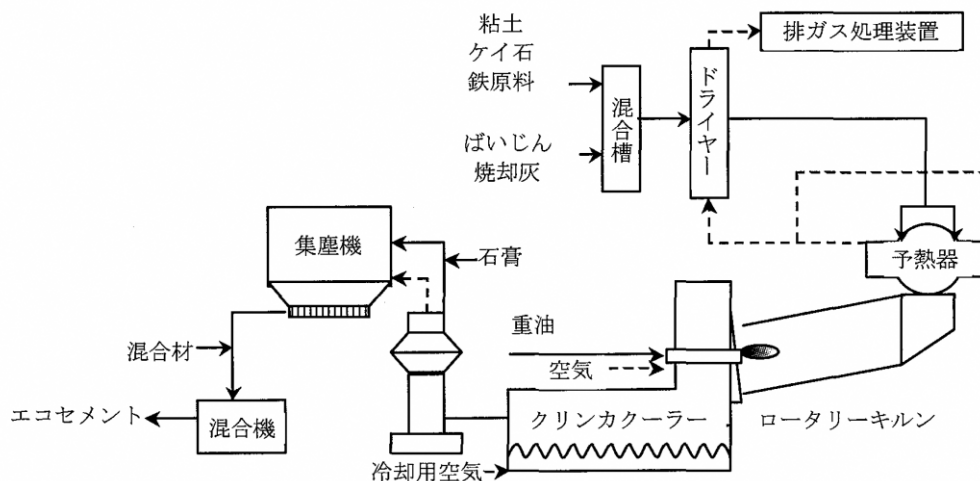 粘土
ケイ石
鉄原料
ばいじん
焼却灰
混合槽
ドライヤー
排ガス処理装置
予熱器
集塵機
石膏
重油
空気
混合材
エコセメント
混合機
クリンカクーラー
ロータリーキルン
冷却用空気